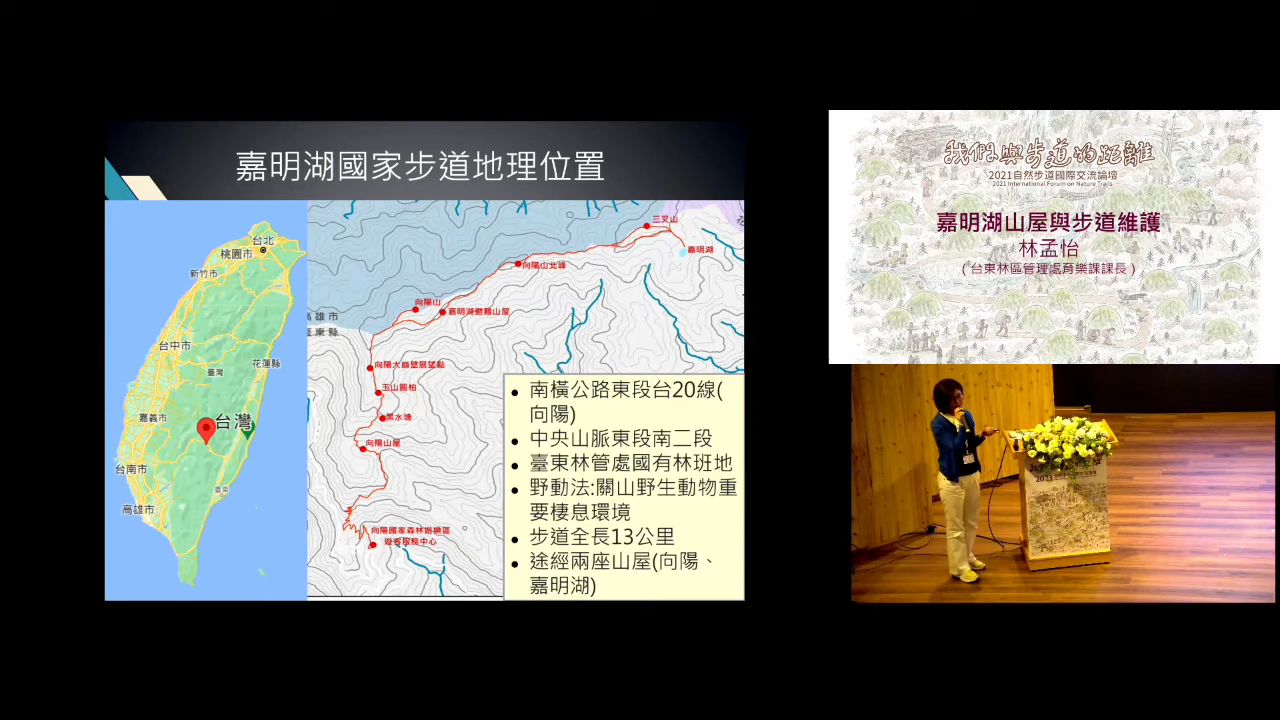 嘉明湖國家步道地理位置
台北
桃園市
新竹市
台中市
花蓮縣
臺灣
嘉義市
台灣
台南市
臺東
高雄市
三叉山
嘉明湖
向陽山北峰
向陽山
嘉明湖避難山屋
高雄市
臺東縣
向陽大崩壁展望點
玉山圓柏
黑水塘
向陽山屋
向陽國家森林遊樂區
遊客服務中心
• 南橫公路東段台20線(
向陽)
• 中央山脈東段南二段
• 臺東林管處國有林班地
• 野動法:關山野生動物重
要棲息環境
• 步道全長13公里
• 途經兩座山屋(向陽、
嘉明湖)
我們與步道的距離
2021自然步道國際交流論壇
2021 International Forum on Nature Trails
嘉明湖山屋與步道維護
林孟怡
(台東林區管理處育樂課課長)